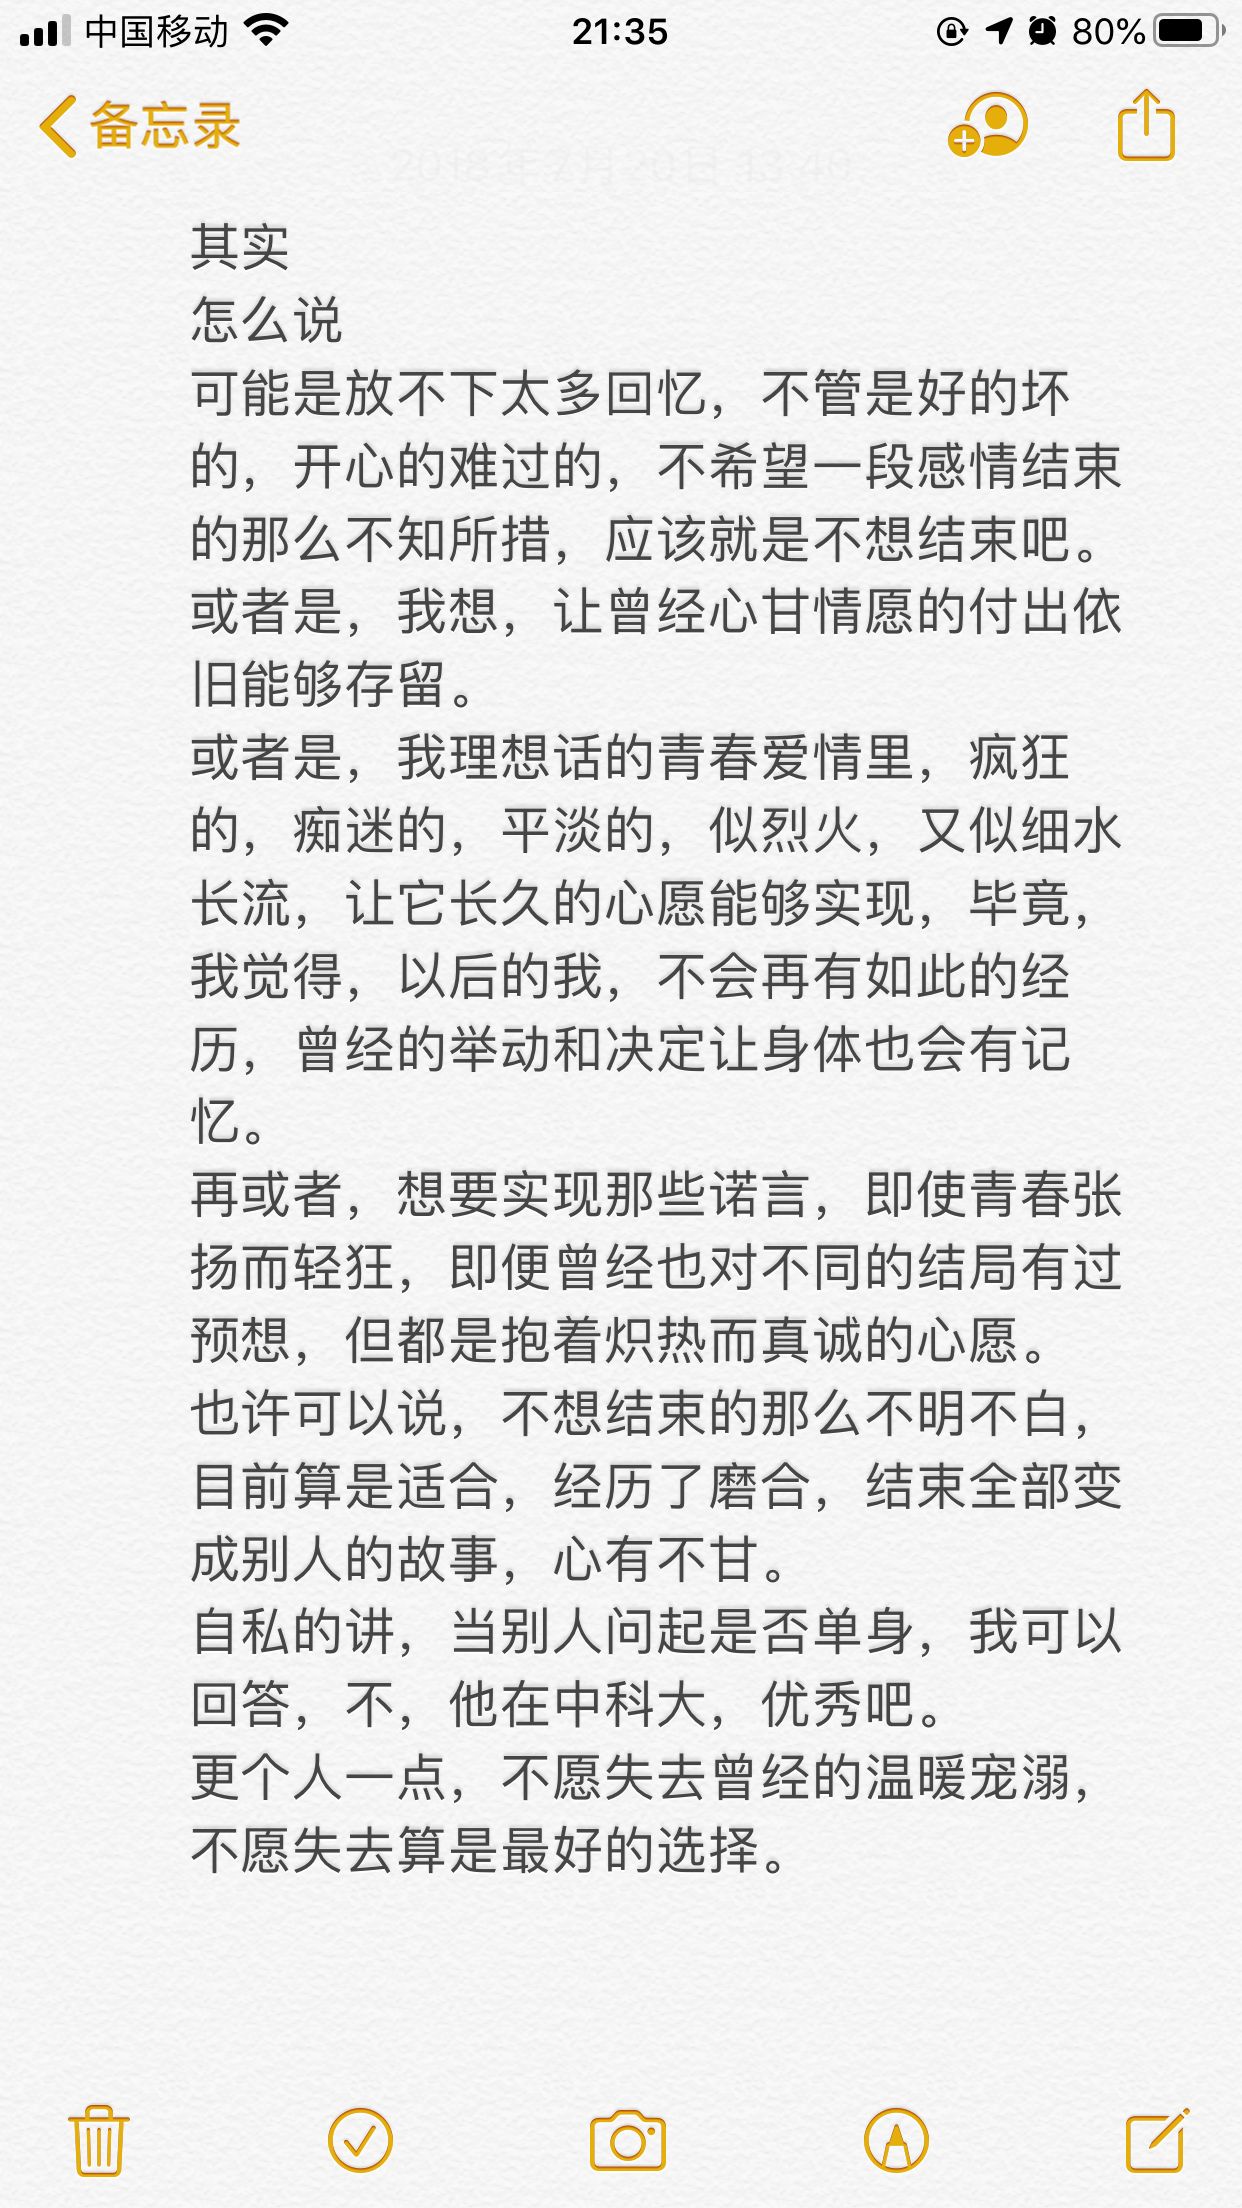 中国移动 21:35 80%
备忘录
其实
怎么说
可能是放不下太多回忆，不管是好的坏
的，开心的难过的，不希望一段感情结束
的那么不知所措，应该就是不想结束吧。
或者是，我想，让曾经心甘情愿的付出依
旧能够存留。
或者是，我理想话的青春爱情里，疯狂
的，痴迷的，平淡的，似烈火，又似细水
长流，让它长久的心愿能够实现，毕竟，
我觉得，以后的我，不会再有如此的经
历，曾经的举动和决定让身体也会有记
忆。
再或者，想要实现那些诺言，即使青春张
扬而轻狂，即便曾经也对不同的结局有过
预想，但都是抱着炽热而真诚的心愿。
也许可以说，不想结束的那么不明不白，
目前算是适合，经历了磨合，结束全部变
成别人的故事，心有不甘。
自私的讲，当别人问起是否单身，我可以
回答，不，他在中科大，优秀吧。
更个人一点，不愿失去曾经的温暖宠溺，
不愿失去算是最好的选择。